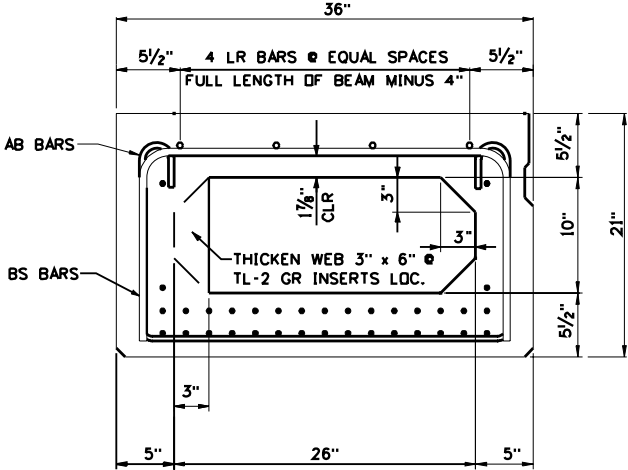 36"
5½" 4 LR BARS @ EQUAL SPACES 5½"
FULL LENGTH OF BEAM MINUS 4"
AB BARS
5½"
1⅞"
CLR
3"
10"
21"
3"
THICKEN WEB 3" x 6" @
TL-2 GR INSERTS LOC.
BS BARS
5½"
3"
5" 26" 5"